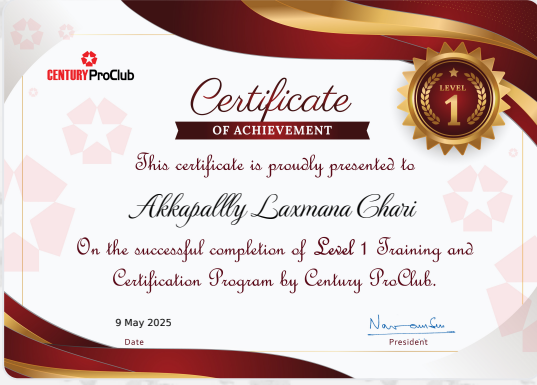 CENTURY ProClub
LEVEL
1
Certificate
OF ACHIEVEMENT
This certificate is proudly presented to
Akkapallly Laxmana Chari
On the successful completion of Level 1 Training and
Certification Program by Century ProClub.
9 May 2025
Date
President